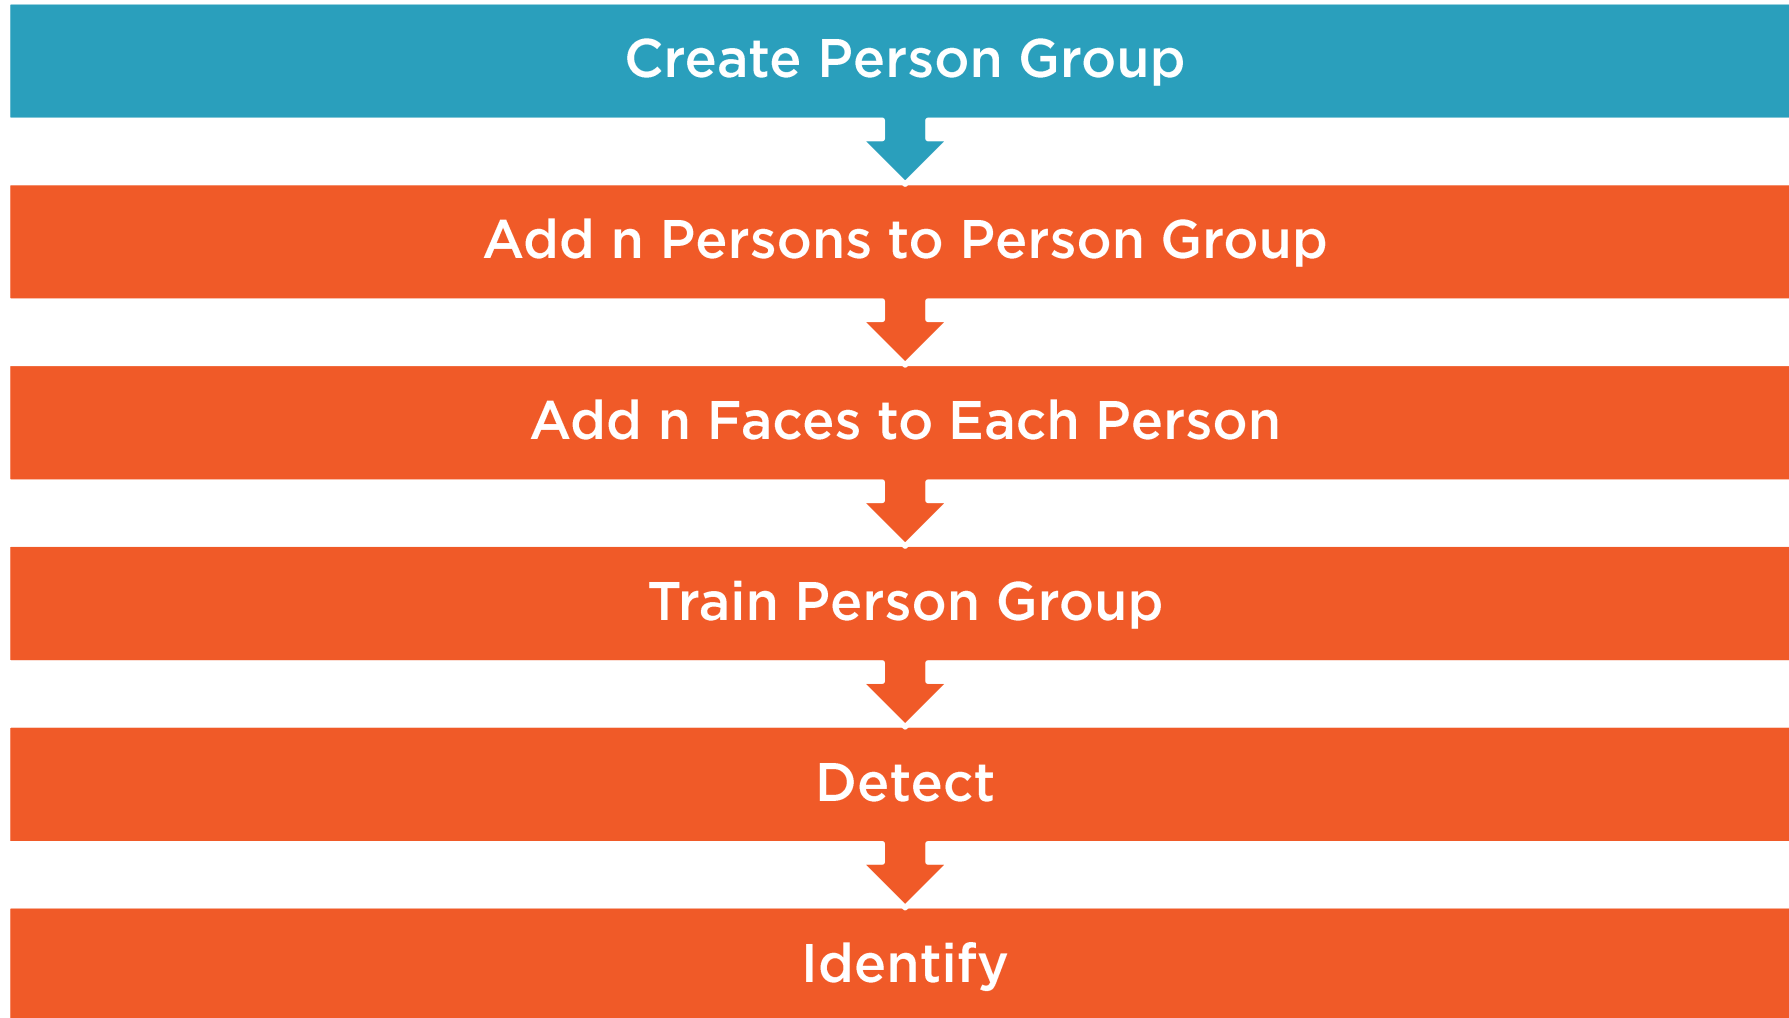 Create Person Group
Add n Persons to Person Group
Add n Faces to Each Person
Train Person Group
Detect
Identify